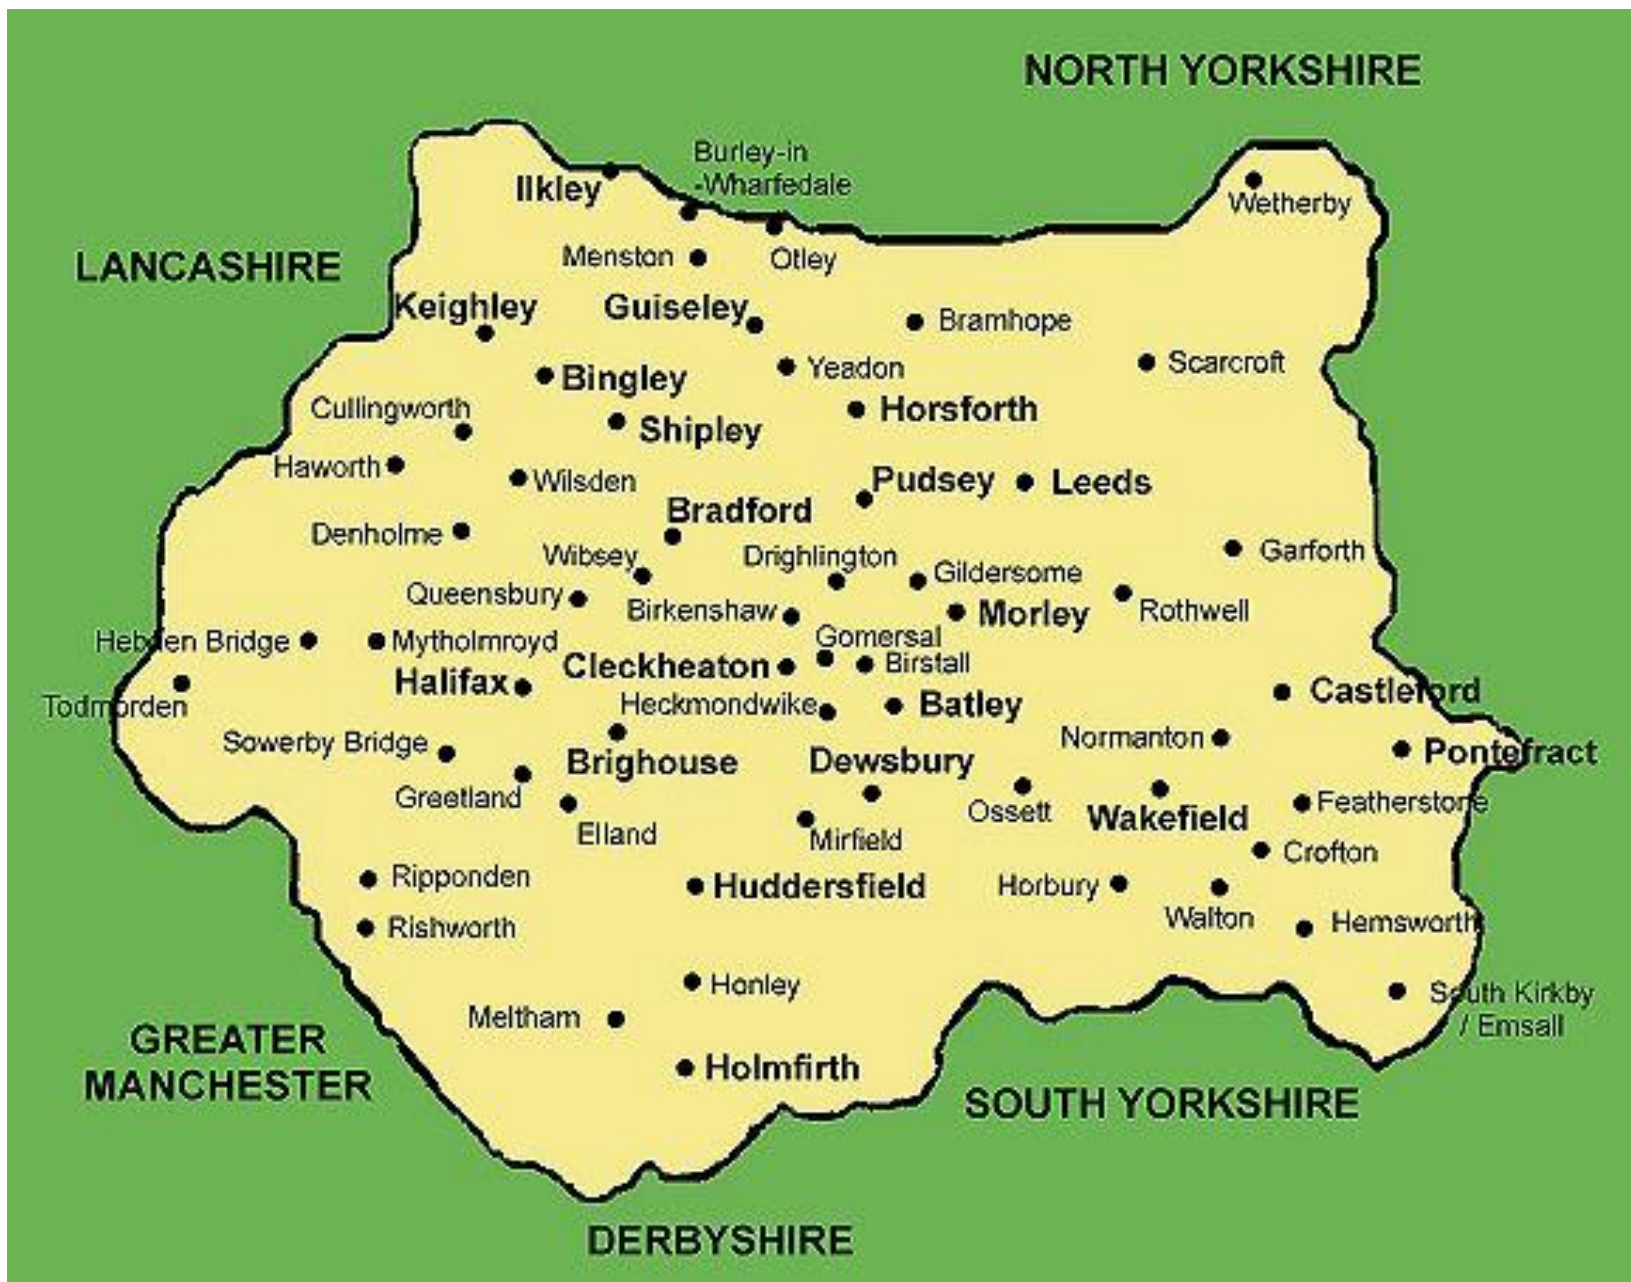 NORTH YORKSHIRE
Burley-in
-Wharfedale
Ilkley
Wetherby
LANCASHIRE
Menston
Otley
Keighley
Guiseley
Bramhope
Scarcroft
Yeadon
Bingley
Cullingworth
Horsforth
Shipley
Haworth
Wilsden
Pudsey
Leeds
Bradford
Denholme
Wibsey
Drighlington
Garforth
Gildersome
Queensbury
Birkenshaw
Morley
Rothwell
Hebden Bridge
Mytholmroyd
Gomersal
Cleckheaton
Birstall
Halifax
Castleford
Todmorden
Heckmondwike
Batley
Sowerby Bridge
Normanton
Pontefract
Brighouse
Dewsbury
Greetland
Ossett
Wakefield
Featherstone
Elland
Mirfield
Crofton
Ripponden
Huddersfield
Horbury
Walton
Rishworth
Hemsworth
Honley
South Kirkby
/ Emsall
Meltham
GREATER
MANCHESTER
Holmfirth
SOUTH YORKSHIRE
DERBYSHIRE